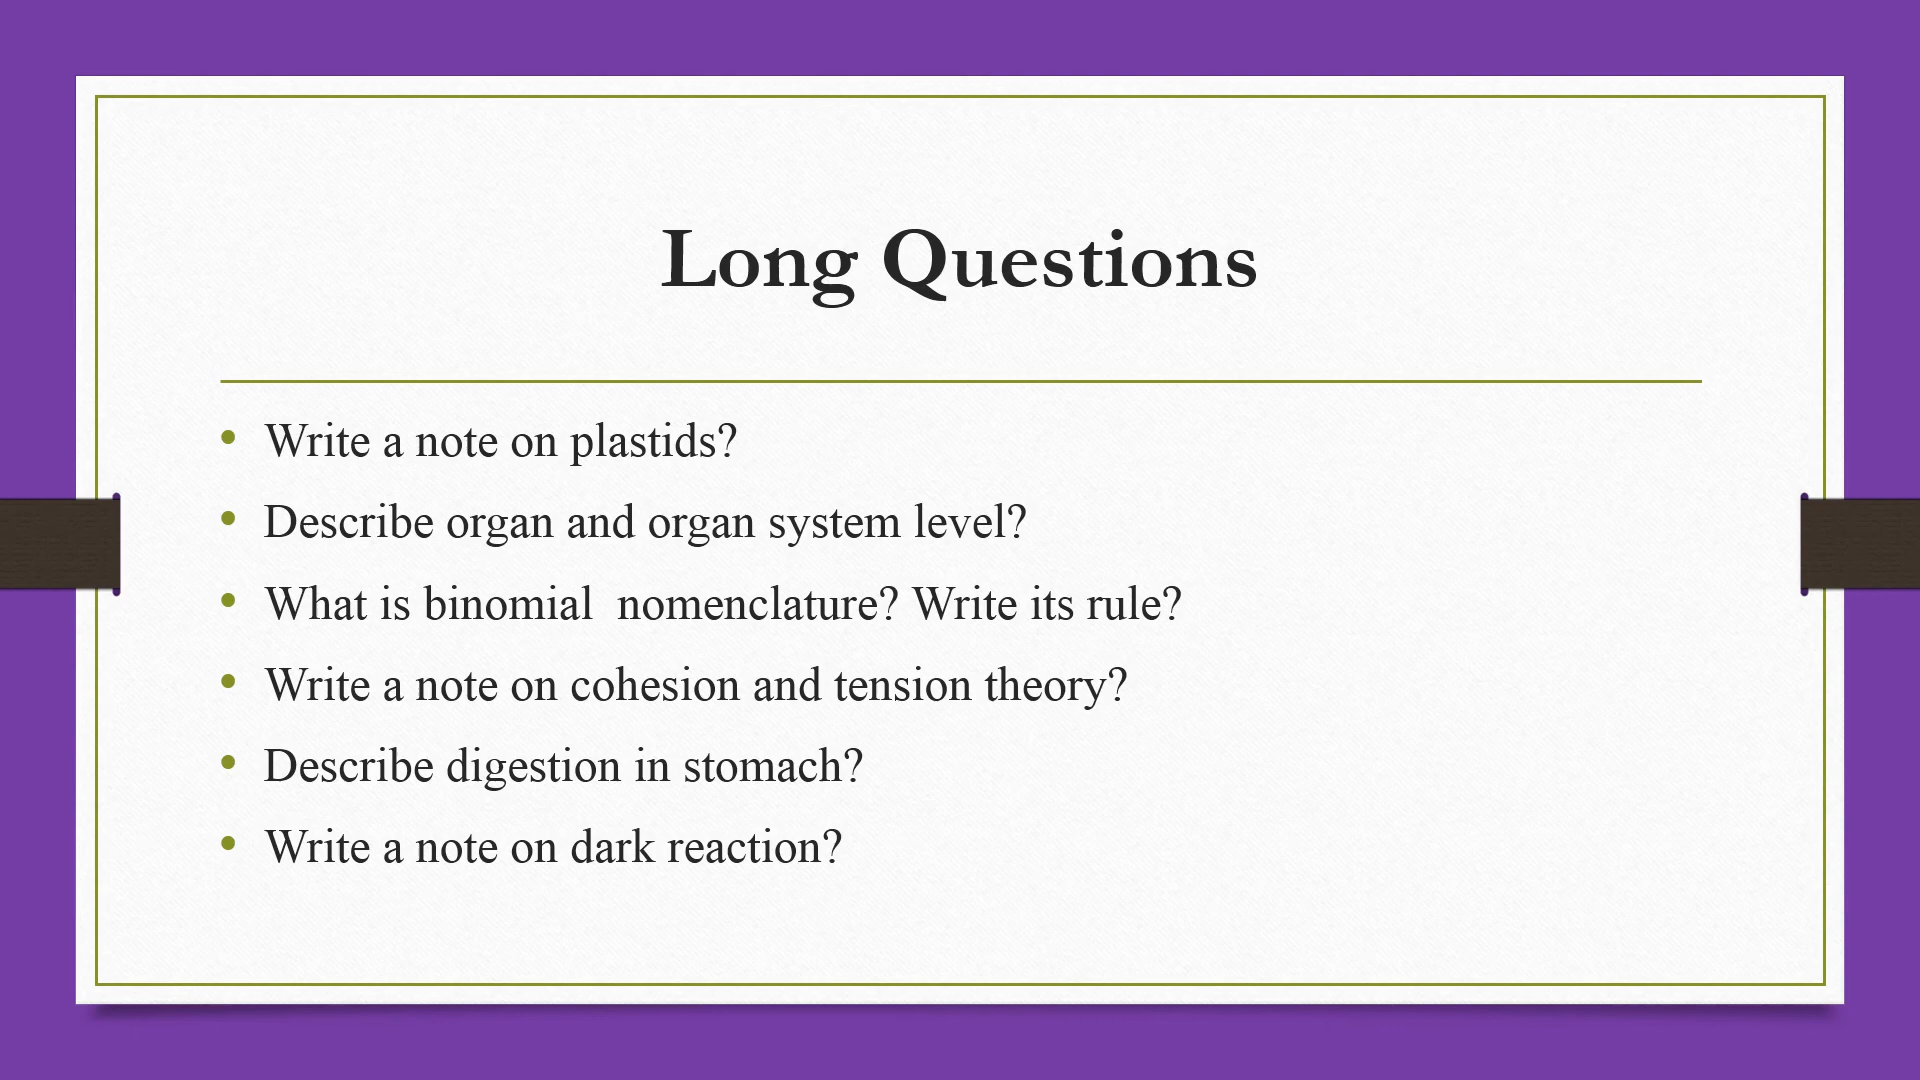 Long Questions
• Write a note on plastids?
• Describe organ and organ system level?
• What is binomial  nomenclature? Write its rule?
• Write a note on cohesion and tension theory?
• Describe digestion in stomach?
• Write a note on dark reaction?